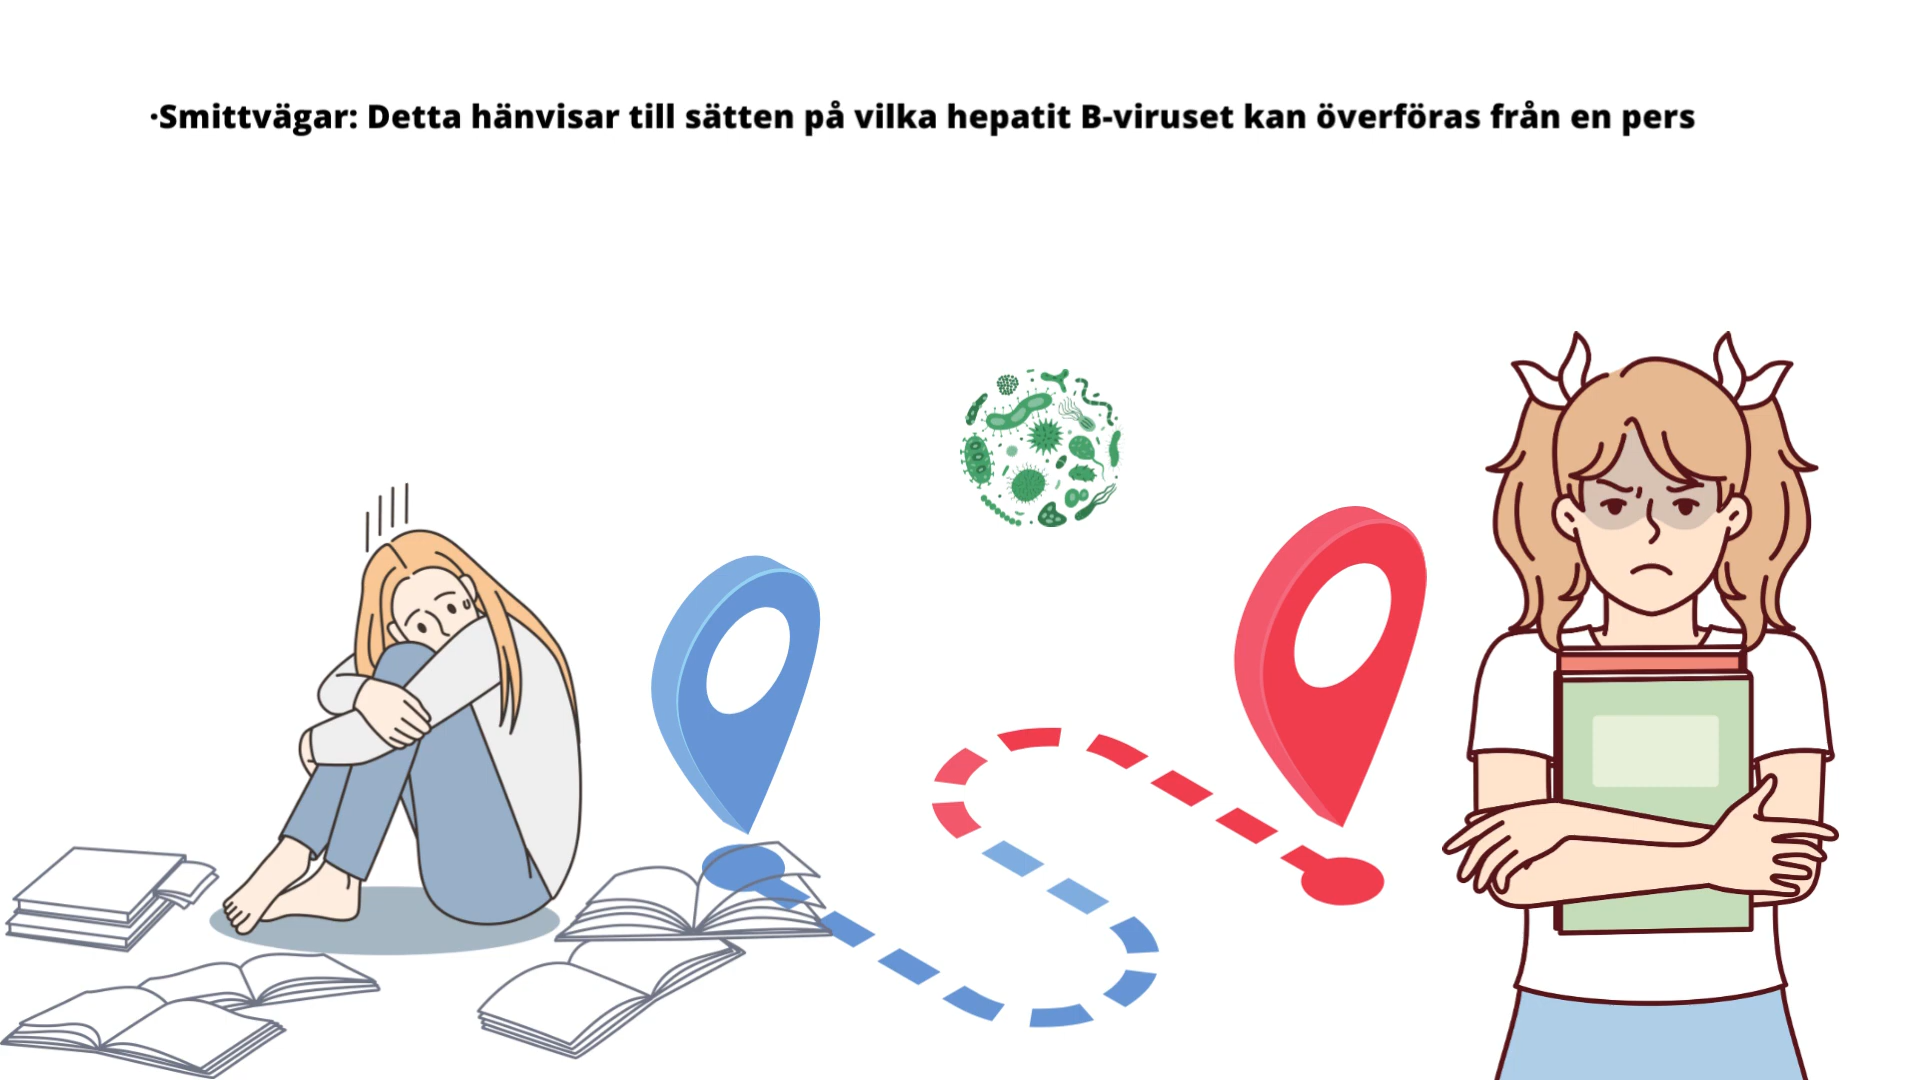 ·Smittvägar: Detta hänvisar till sätten på vilka hepatit B-viruset kan överföras från en pers